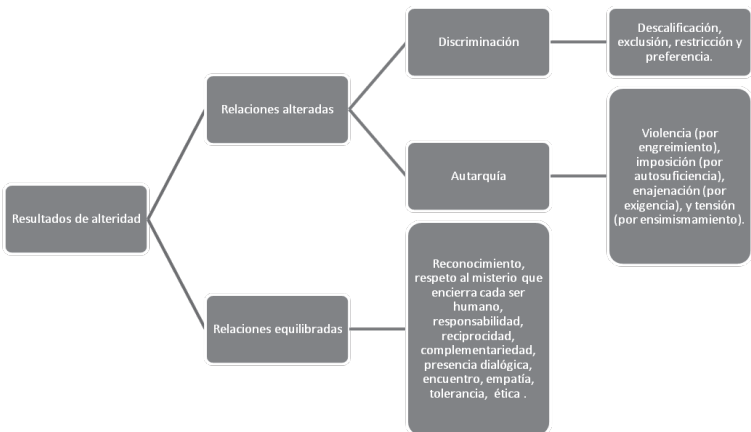 Resultados de alteridad
Relaciones alteradas
Discriminación
Descalificación,
exclusión, restricción y
preferencia.
Autarquía
Violencia (por
engreimiento),
imposición (por
autosuficiencia),
enajenación (por
exigencia), y tensión
(por ensimismamiento).
Relaciones equilibradas
Reconocimiento,
respeto al misterio que
encierra cada ser
humano,
responsabilidad,
reciprocidad,
complementariedad,
presencia dialógica,
encuentro, empatía,
tolerancia, ética .